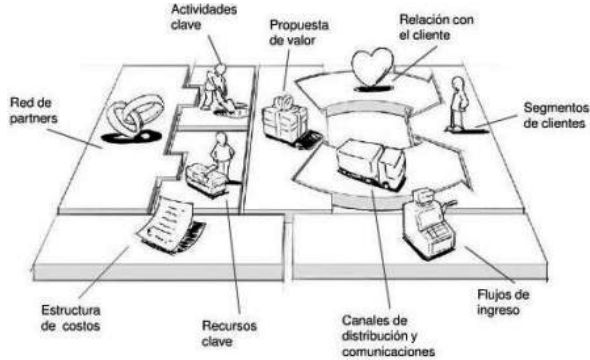 Actividades
clave
Propuesta
de valor
Relación con
el cliente
Red de
partners
Segmentos
de clientes
Estructura
de costos
Recursos
clave
Canales de
distribución y
comunicaciones
Flujos de
ingreso